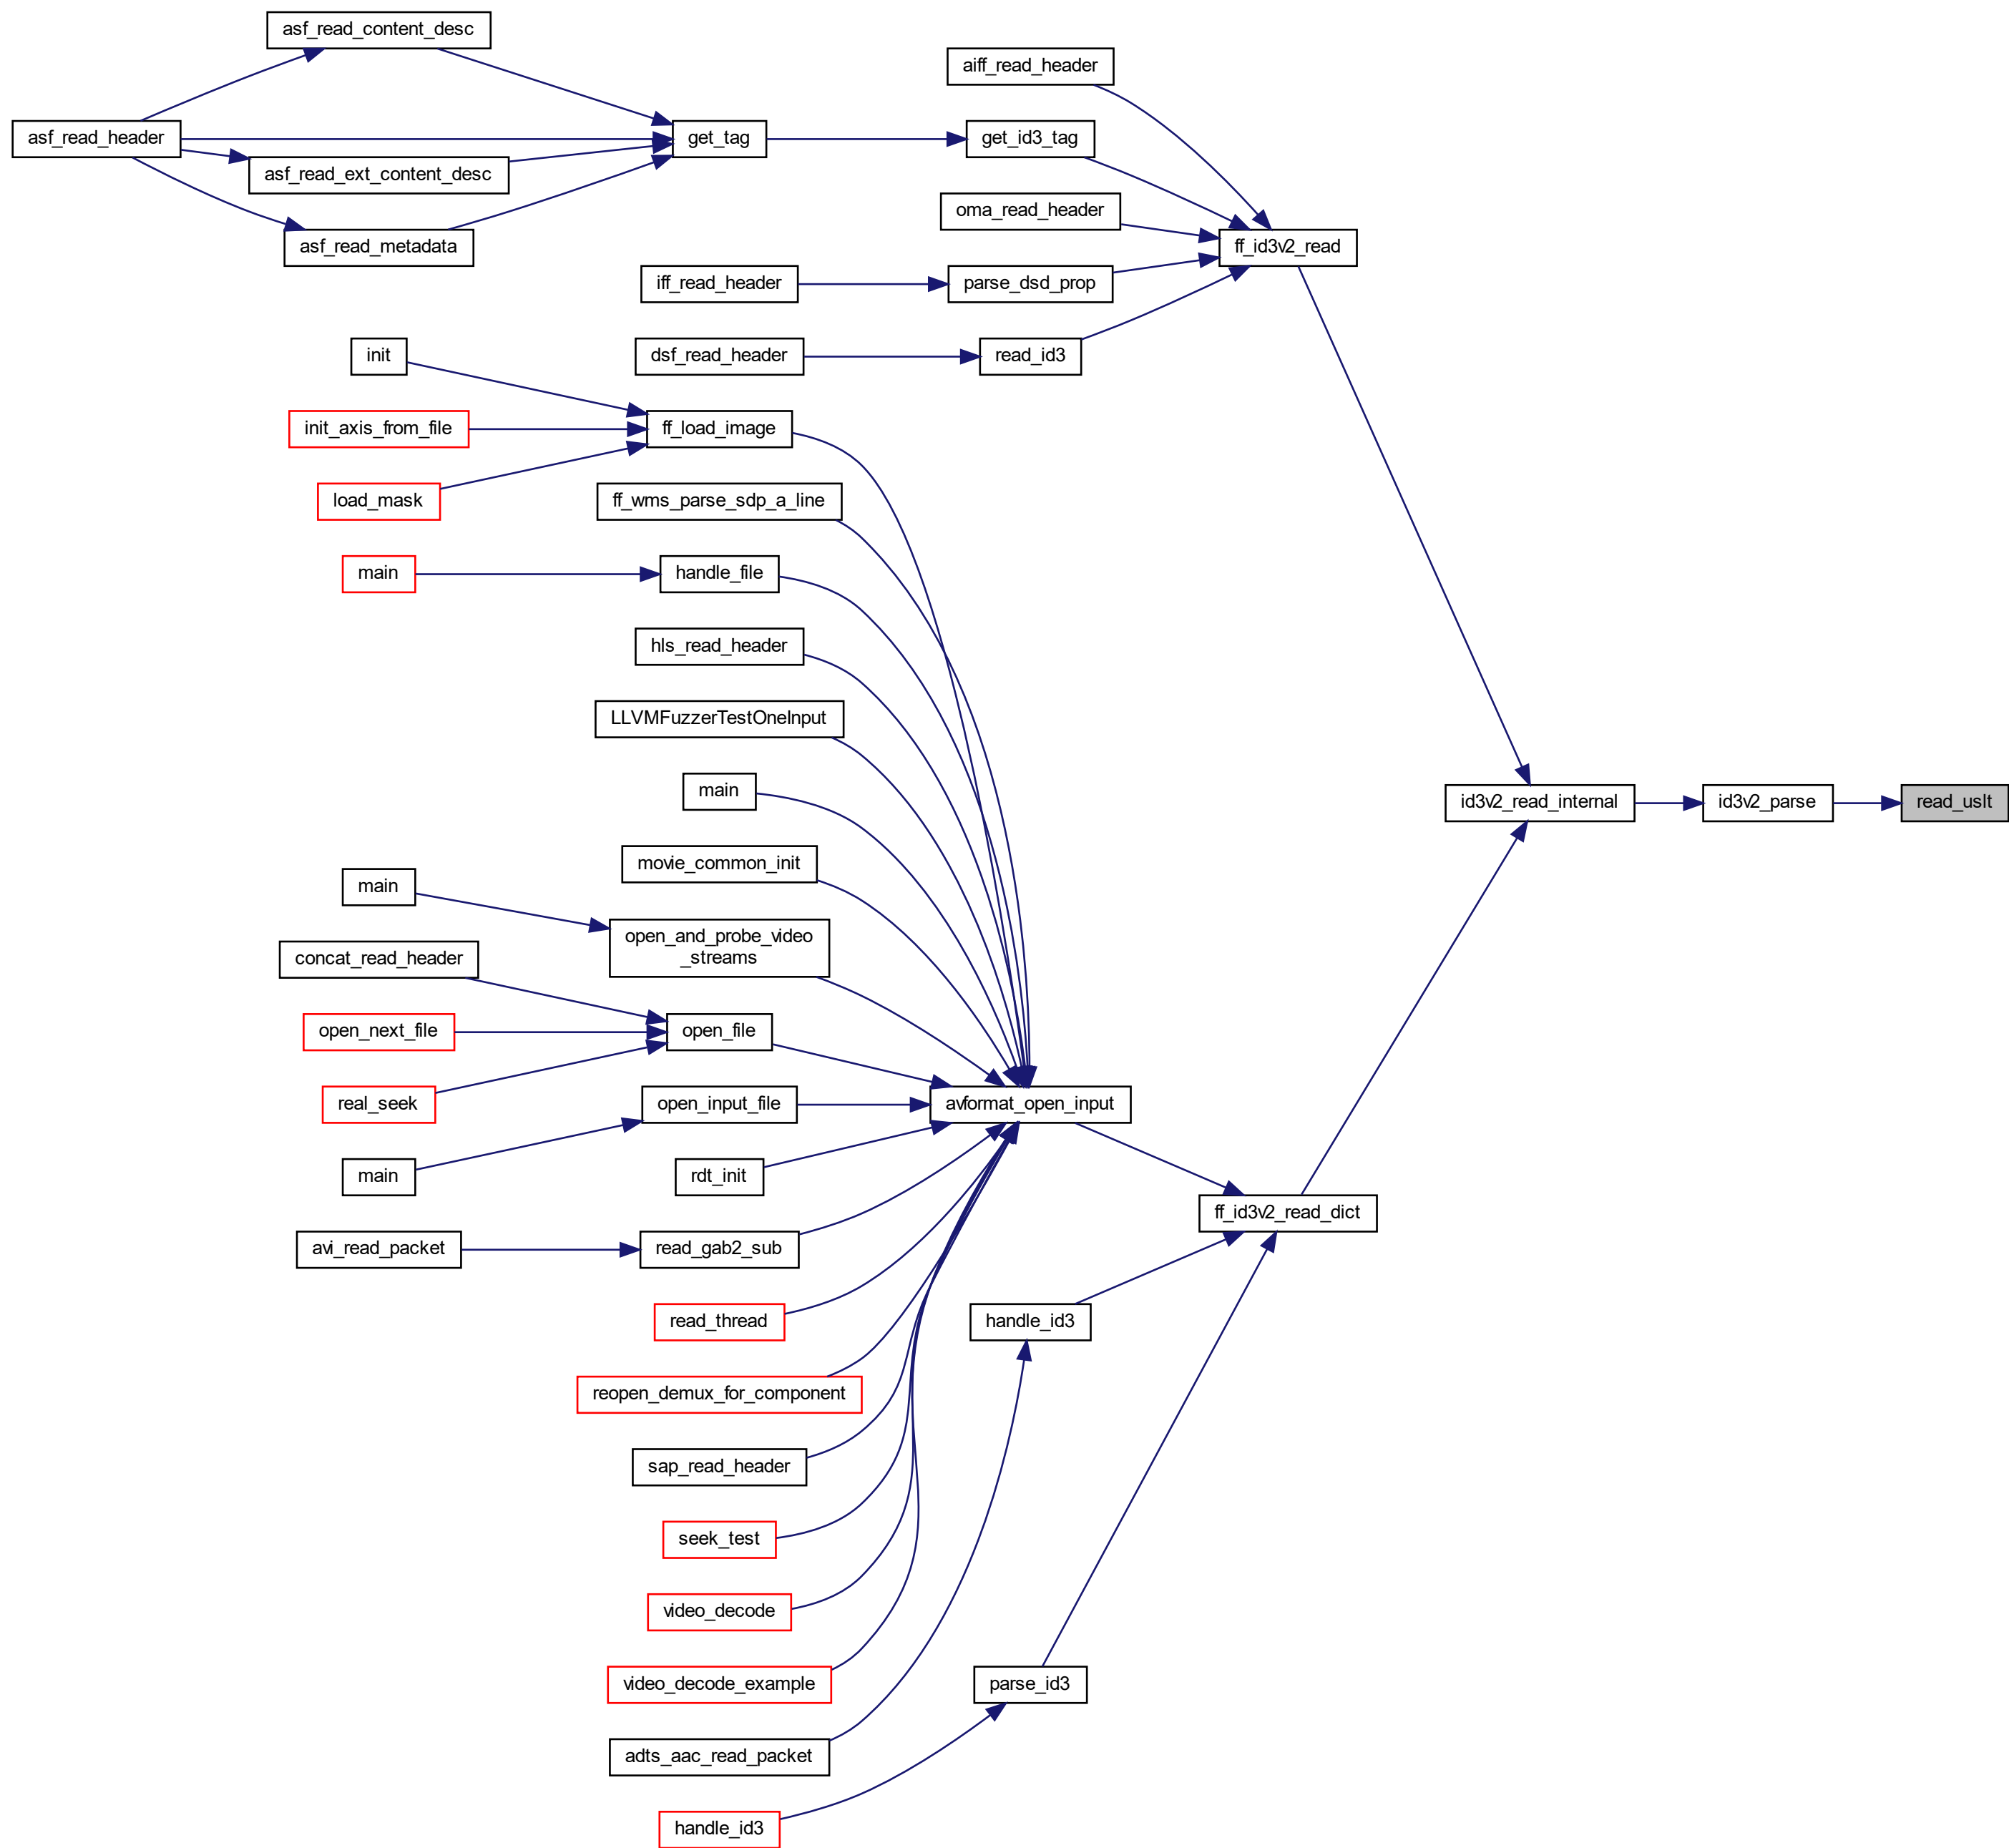 asf_read_content_desc
aiff_read_header
asf_read_header
get_tag
get_id3_tag
asf_read_ext_content_desc
oma_read_header
asf_read_metadata
ff_id3v2_read
iff_read_header
parse_dsd_prop
init
dsf_read_header
read_id3
init_axis_from_file
ff_load_image
load_mask
ff_wms_parse_sdp_a_line
main
handle_file
hls_read_header
LLVMFuzzerTestOneInput
main
id3v2_read_internal
id3v2_parse
read_uslt
movie_common_init
main
open_and_probe_video
_streams
concat_read_header
open_next_file
open_file
real_seek
open_input_file
avformat_open_input
main
rdt_init
ff_id3v2_read_dict
avi_read_packet
read_gab2_sub
read_thread
handle_id3
reopen_demux_for_component
sap_read_header
seek_test
video_decode
video_decode_example
parse_id3
adts_aac_read_packet
handle_id3